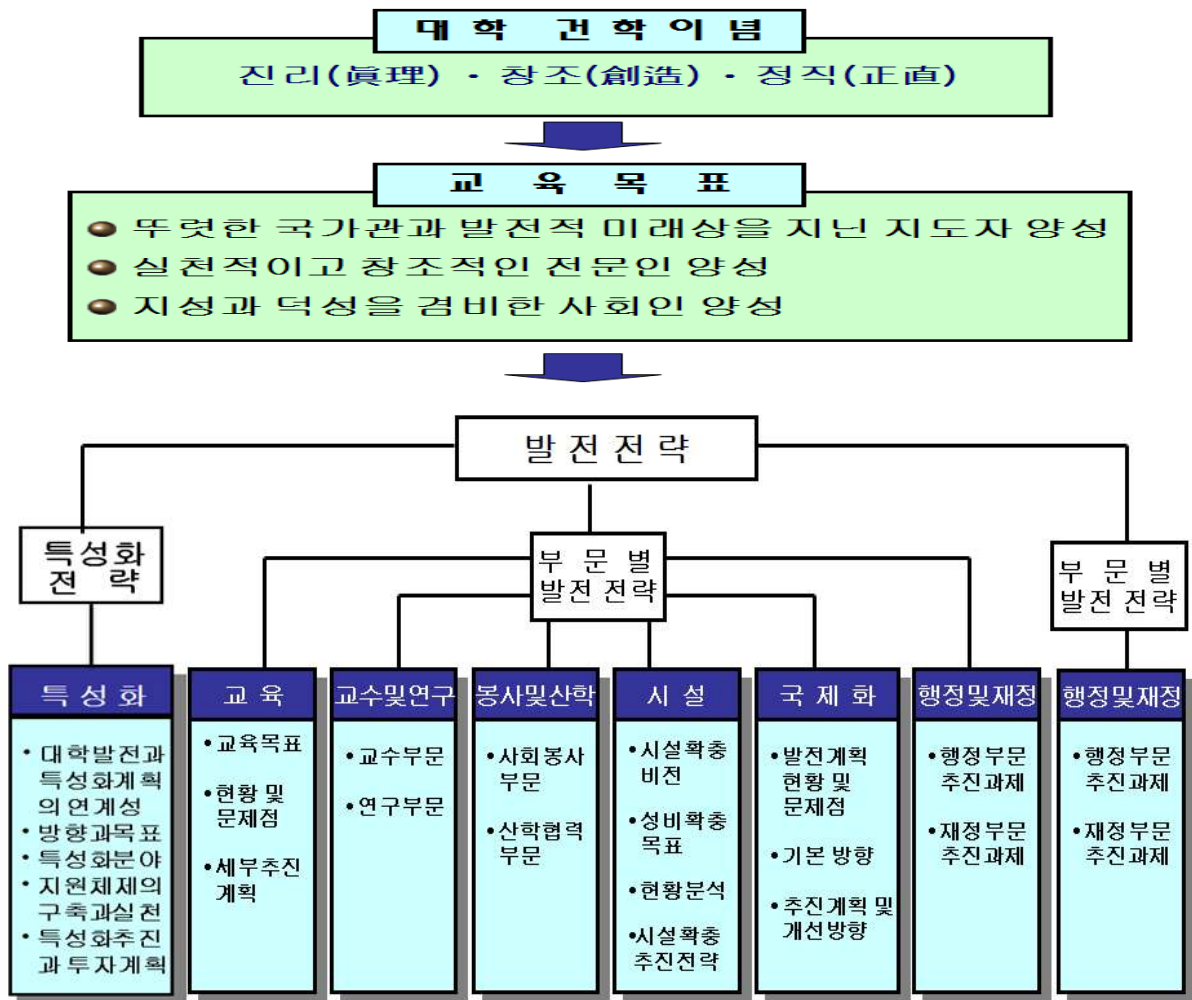 대 학 건 학 이 념
진리(眞理) · 창조(創造) · 정직(正直)
교 육 목 표
뚜렷한 국가관과 발전적 미래상을 지닌 지도자 양성
실천적이고 창조적인 전문인 양성
지성과 덕성을 겸비한 사회인 양성
발 전 전 략
특성화
전 략
부 문 별
발전 전략
부 문 별
발전 전략
특 성 화
• 대학발전과
특성화계획
의 연계성
• 방향과목표
• 특성화분야
• 지원체제의
구축과실천
• 특성화추진
과 투자계획
교 육
•교육목표
•현황 및
문제점
•세부추진
계획
교수및연구
•교수부문
•연구부문
봉사및산학
•사회봉사
부문
•산학협력
부문
시 설
•시설확충
비전
•성비확충
목표
•현황분석
•시설확충
추진전략
국 제 화
•발전계획
현황 및
문제점
•기본 방향
•추진계획 및
개선방향
행정및재정
•행정부문
추진과제
•재정부문
추진과제
행정및재정
•행정부문
추진과제
•재정부문
추진과제